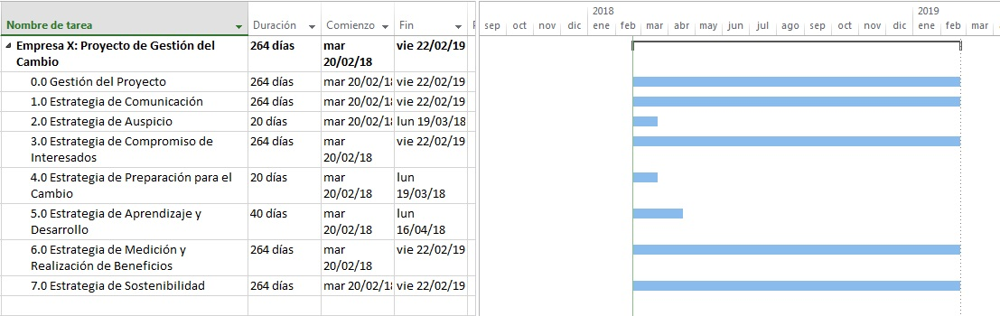 2018 2019
Nombre de tarea Duración Comienzo Fin sep oct nov dic ene feb mar abr may jun jul ago sep oct nov dic ene feb mar
Empresa X: Proyecto de Gestión del 264 días mar vie 22/02/19
Cambio 20/02/18
0.0 Gestión del Proyecto 264 días mar 20/02/18 vie 22/02/19
1.0 Estrategia de Comunicación 264 días mar 20/02/18 vie 22/02/19
2.0 Estrategia de Auspicio 20 días mar 20/02/18 lun 19/03/18
3.0 Estrategia de Compromiso de 264 días mar vie 22/02/19
Interesados 20/02/18
4.0 Estrategia de Preparación para el 20 días mar lun
Cambio 20/02/18 19/03/18
5.0 Estrategia de Aprendizaje y 40 días mar lun
Desarrollo 20/02/18 16/04/18
6.0 Estrategia de Medición y 264 días mar vie 22/02/19
Realización de Beneficios 20/02/18
7.0 Estrategia de Sostenibilidad 264 días mar 20/02/18 vie 22/02/19